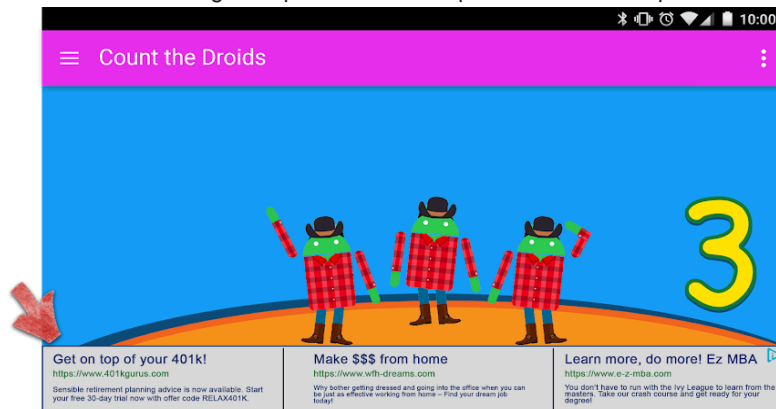 10:00
Count the Droids
3
Get on top of your 401k!
https://www.401kgurus.com
Sensible retirement planning advice is now available. Start
your free 30-day trial now with offer code RELAX401K.
Make $$$ from home
https://www.wfh-dreams.com
Why bother getting dressed and going into the office when you can
be just as effective working from home – Find your dream job
today!
Learn more, do more! Ez MBA
https://www.e-z-mba.com
You don't have to run with the Ivy League to learn from the
masters. Take our crash course and get ready for your
degree!